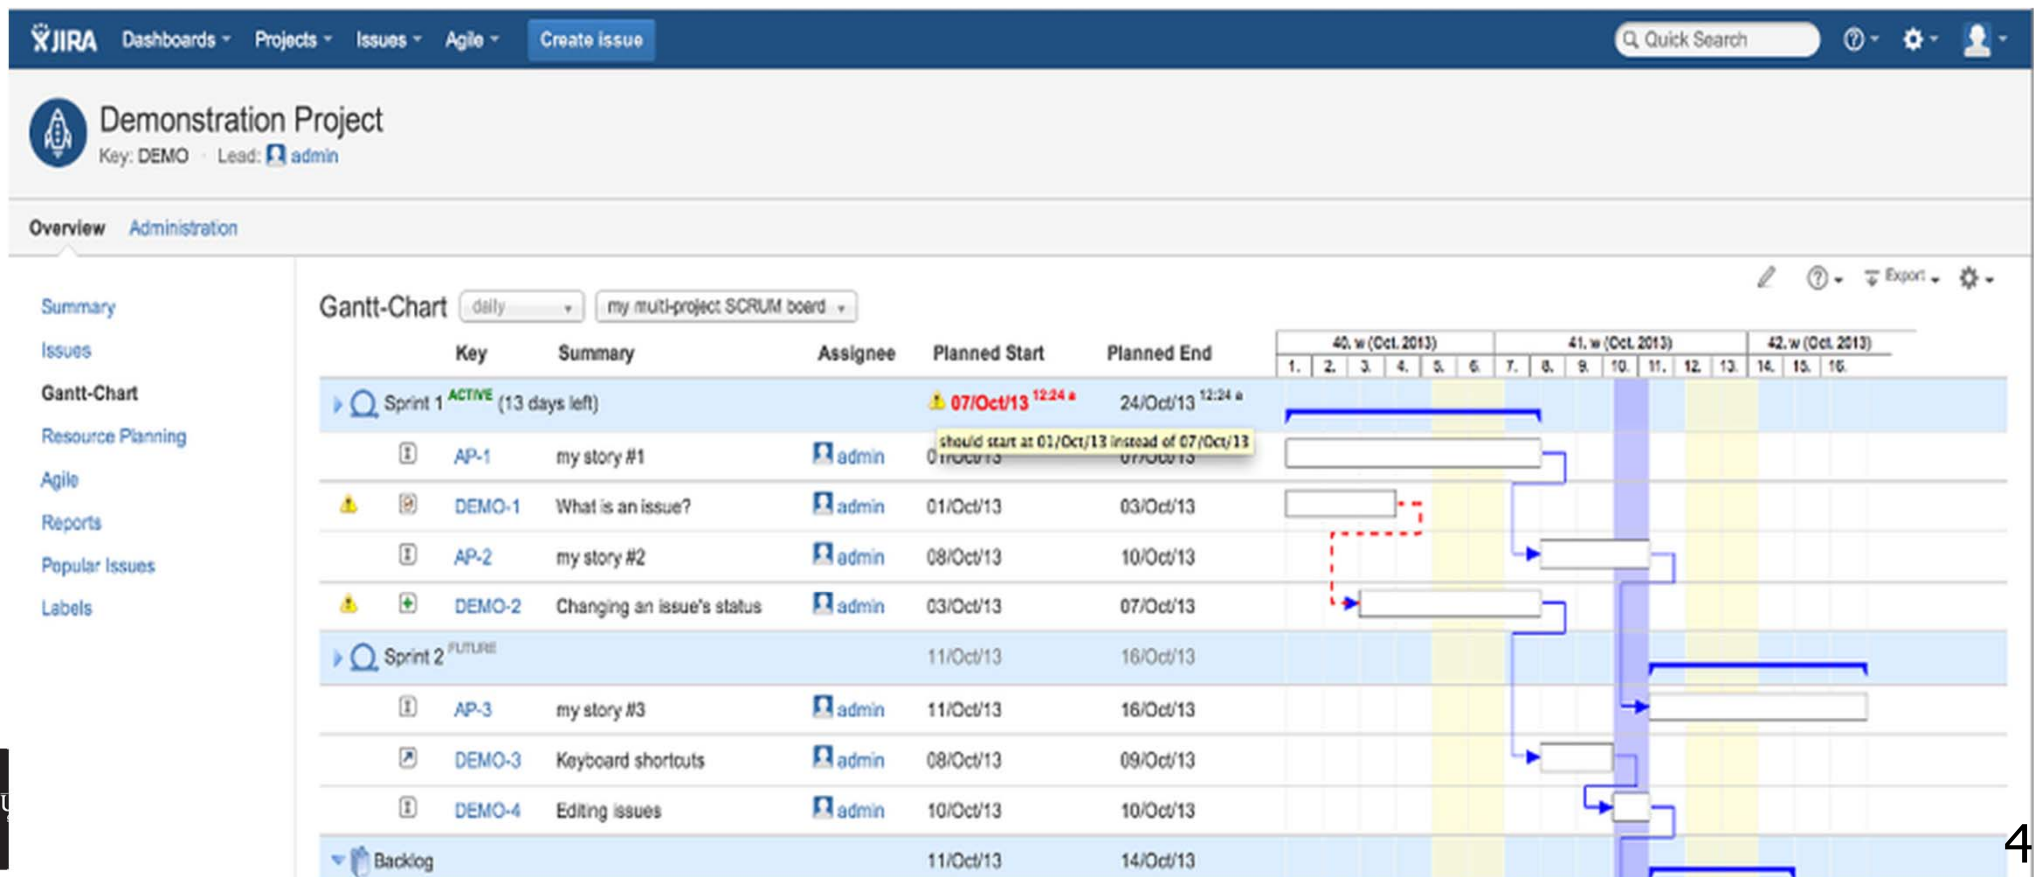 JIRA Dashboards Projects Issues Agile Create issue Quick Search
Demonstration Project
Key: DEMO · Lead: admin
Overview Administration
Summary
Issues
Gantt-Chart
Resource Planning
Agile
Reports
Popular Issues
Labels
Export
Gantt-Chart daily my multi-project SCRUM board
40. w (Oct. 2013) 41. w (Oct. 2013) 42. w (Oct. 2013)
Key Summary Assignee Planned Start Planned End
1. 2. 3. 4. 5. 6. 7. 8. 9. 10. 11. 12. 13. 14. 15. 16.
Sprint 1 ACTIVE (13 days left) 07/Oct/13 12:24 a 24/Oct/13 12:24 a
should start at 01/Oct/13 instead of 07/Oct/13
AP-1 my story #1 admin 01/Oct/13 07/Oct/13
DEMO-1 What is an issue? admin 01/Oct/13 03/Oct/13
AP-2 my story #2 admin 08/Oct/13 10/Oct/13
DEMO-2 Changing an issue's status admin 03/Oct/13 07/Oct/13
Sprint 2 FUTURE 11/Oct/13 16/Oct/13
AP-3 my story #3 admin 11/Oct/13 16/Oct/13
DEMO-3 Keyboard shortcuts admin 08/Oct/13 09/Oct/13
DEMO-4 Editing issues admin 10/Oct/13 10/Oct/13
Backlog 11/Oct/13 14/Oct/13
4